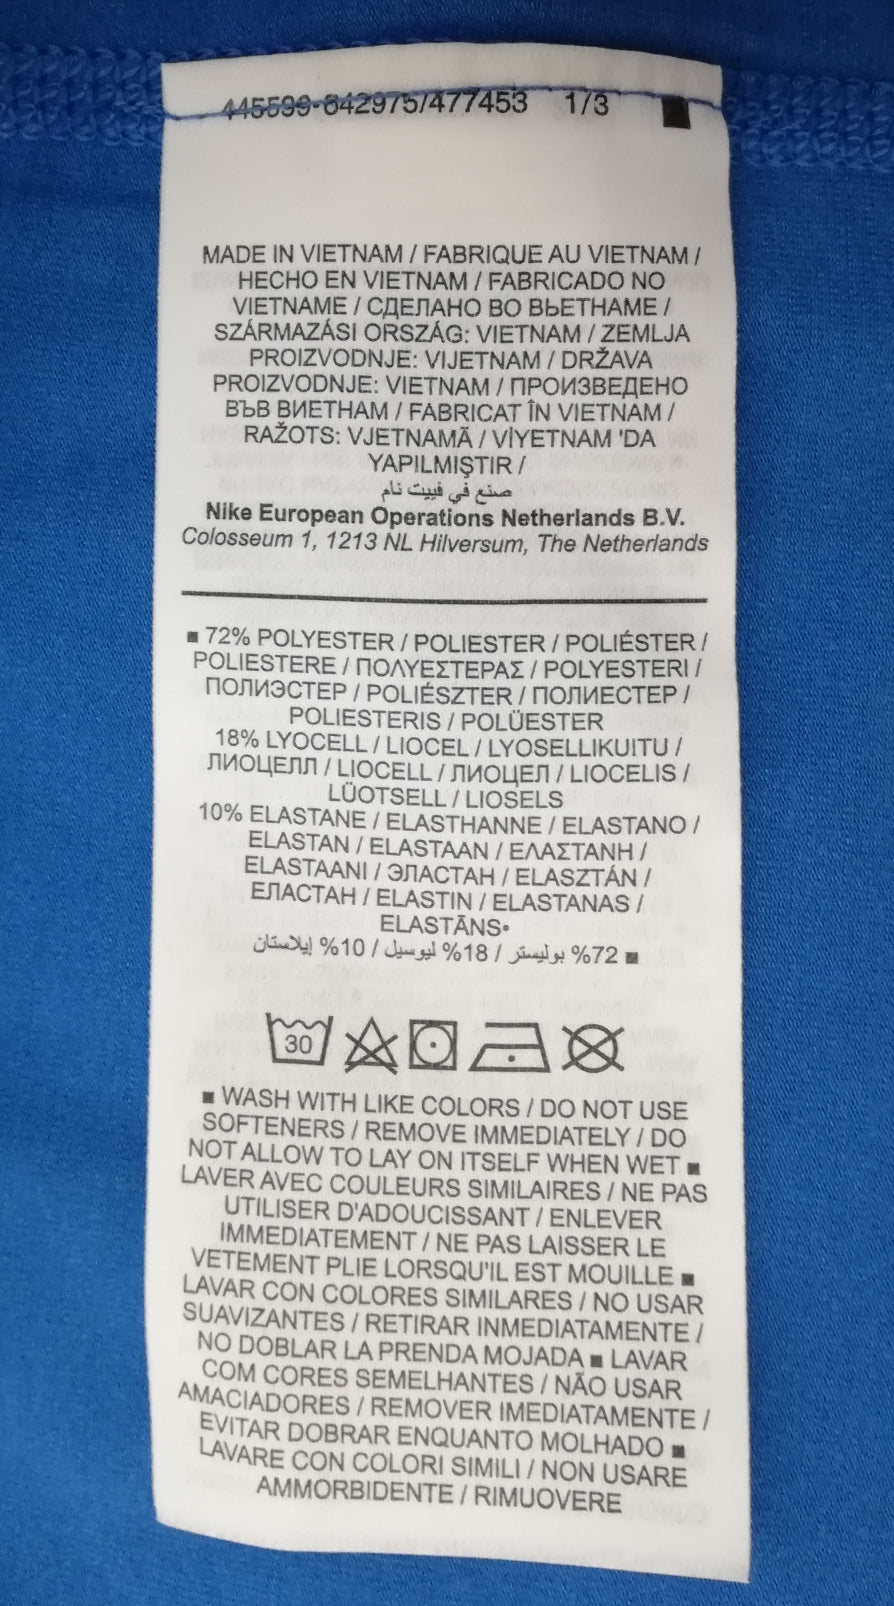 445599-642975/477453 1/3
MADE IN VIETNAM / FABRIQUE AU VIETNAM /
HECHO EN VIETNAM / FABRICADO NO
VIETNAME / СДЕЛАНО ВО ВЬЕТНАМЕ /
SZÁRMAZÁSI ORSZÁG: VIETNAM / ZEMLJA
PROIZVODNJE: VIJETNAM / DRŽAVA
PROIZVODNJE: VIETNAM / ПРОИЗВЕДЕНО
ВЪВ ВИЕТНАМ / FABRICAT ÎN VIETNAM /
RAŽOTS: VJETNAMĀ / VİYETNAM 'DA
YAPILMIŞTIR /
صنع في فييت نام
Nike European Operations Netherlands B.V.
Colosseum 1, 1213 NL Hilversum, The Netherlands
■ 72% POLYESTER / POLIESTER / POLIÉSTER /
POLIESTERE / ΠΟΛΥΕΣΤΕΡΑΣ / POLYESTERI /
ПОЛИЭСТЕР / POLIÉSZTER / ПОЛИЕСТЕР /
POLIESTERIS / POLÜESTER
18% LYOCELL / LIOCEL / LYOSELLIKUITU /
ЛИОЦЕЛЛ / LIOCELL / ЛИОЦЕЛ / LIOCELIS /
LÜOTSELL / LIOSELS
10% ELASTANE / ELASTHANNE / ELASTANO /
ELASTAN / ELASTAAN / ΕΛΑΣΤΑΝΗ /
ELASTAANI / ЭЛАСТАН / ELASZTÁN /
ЕЛАСТАН / ELASTIN / ELASTANAS /
ELASTĀNS•
■ 72% بوليستر / 18% ليوسيل / 10% إيلاستان
30
■ WASH WITH LIKE COLORS / DO NOT USE
SOFTENERS / REMOVE IMMEDIATELY / DO
NOT ALLOW TO LAY ON ITSELF WHEN WET ■
LAVER AVEC COULEURS SIMILAIRES / NE PAS
UTILISER D'ADOUCISSANT / ENLEVER
IMMEDIATEMENT / NE PAS LAISSER LE
VETEMENT PLIE LORSQU'IL EST MOUILLE ■
LAVAR CON COLORES SIMILARES / NO USAR
SUAVIZANTES / RETIRAR INMEDIATAMENTE /
NO DOBLAR LA PRENDA MOJADA ■ LAVAR
COM CORES SEMELHANTES / NÃO USAR
AMACIADORES / REMOVER IMEDIATAMENTE /
EVITAR DOBRAR ENQUANTO MOLHADO ■
LAVARE CON COLORI SIMILI / NON USARE
AMMORBIDENTE / RIMUOVERE